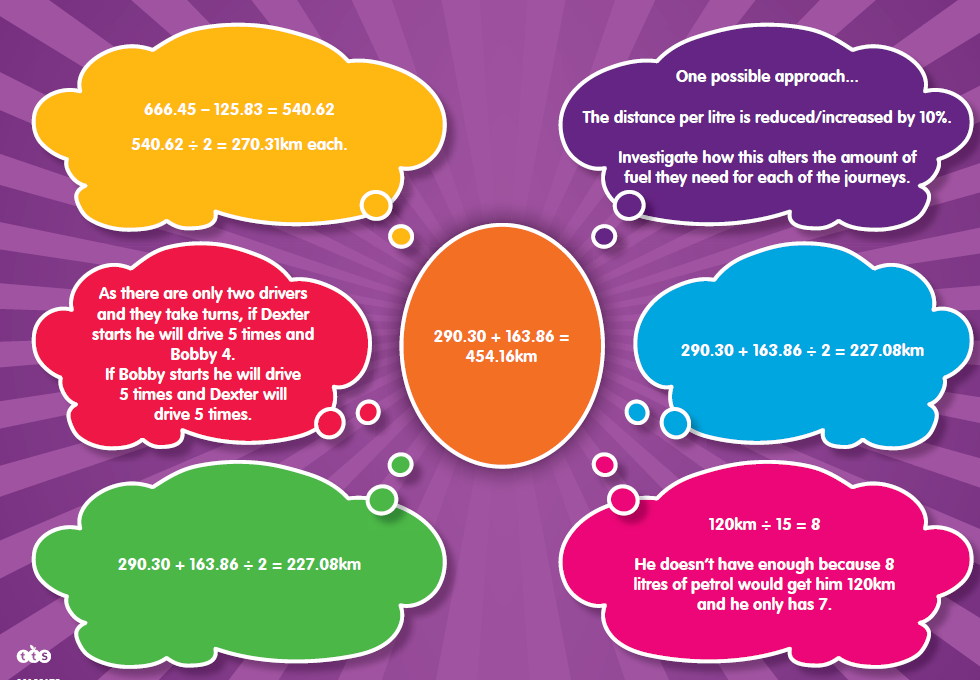 666.45 – 125.83 = 540.62
540.62 ÷ 2 = 270.31km each.
One possible approach...
The distance per litre is reduced/increased by 10%.
Investigate how this alters the amount of
fuel they need for each of the journeys.
As there are only two drivers
and they take turns, if Dexter
starts he will drive 5 times and
Bobby 4.
If Bobby starts he will drive
5 times and Dexter will
drive 5 times.
290.30 + 163.86 =
454.16km
290.30 + 163.86 ÷ 2 = 227.08km
290.30 + 163.86 ÷ 2 = 227.08km
120km ÷ 15 = 8
He doesn't have enough because 8
litres of petrol would get him 120km
and he only has 7.
tts